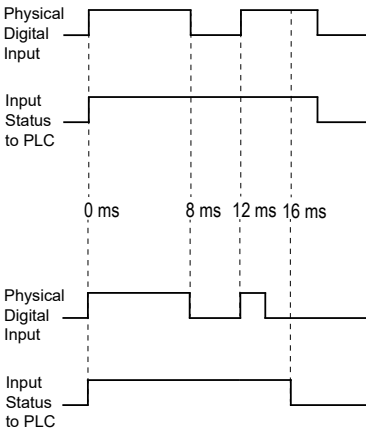 Physical
Digital
Input
Input
Status
to PLC
0 ms 8 ms 12 ms 16 ms
Physical
Digital
Input
Input
Status
to PLC